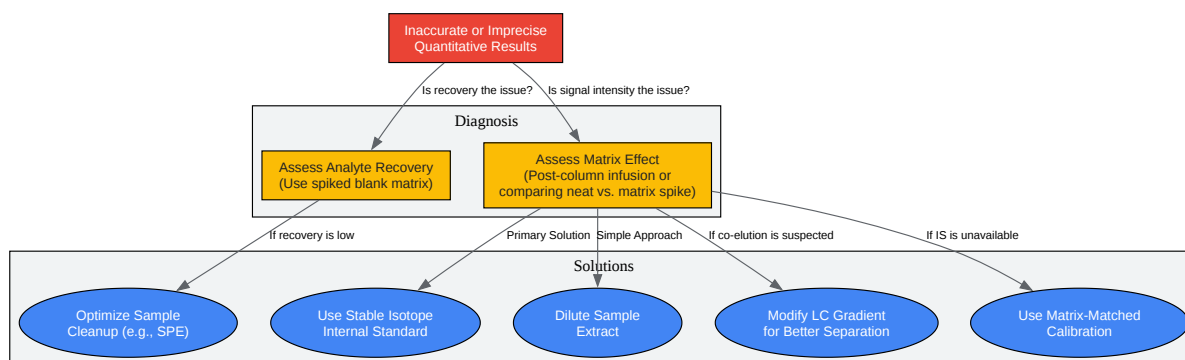 Inaccurate or Imprecise
Quantitative Results
Is recovery the issue?
Is signal intensity the issue?
Diagnosis
Assess Analyte Recovery
(Use spiked blank matrix)
Assess Matrix Effect
(Post-column infusion or
comparing neat vs. matrix spike)
If recovery is low
Primary Solution
Simple Approach
If co-elution is suspected
If IS is unavailable
Solutions
Optimize Sample
Cleanup (e.g., SPE)
Use Stable Isotope
Internal Standard
Dilute Sample
Extract
Modify LC Gradient
for Better Separation
Use Matrix-Matched
Calibration